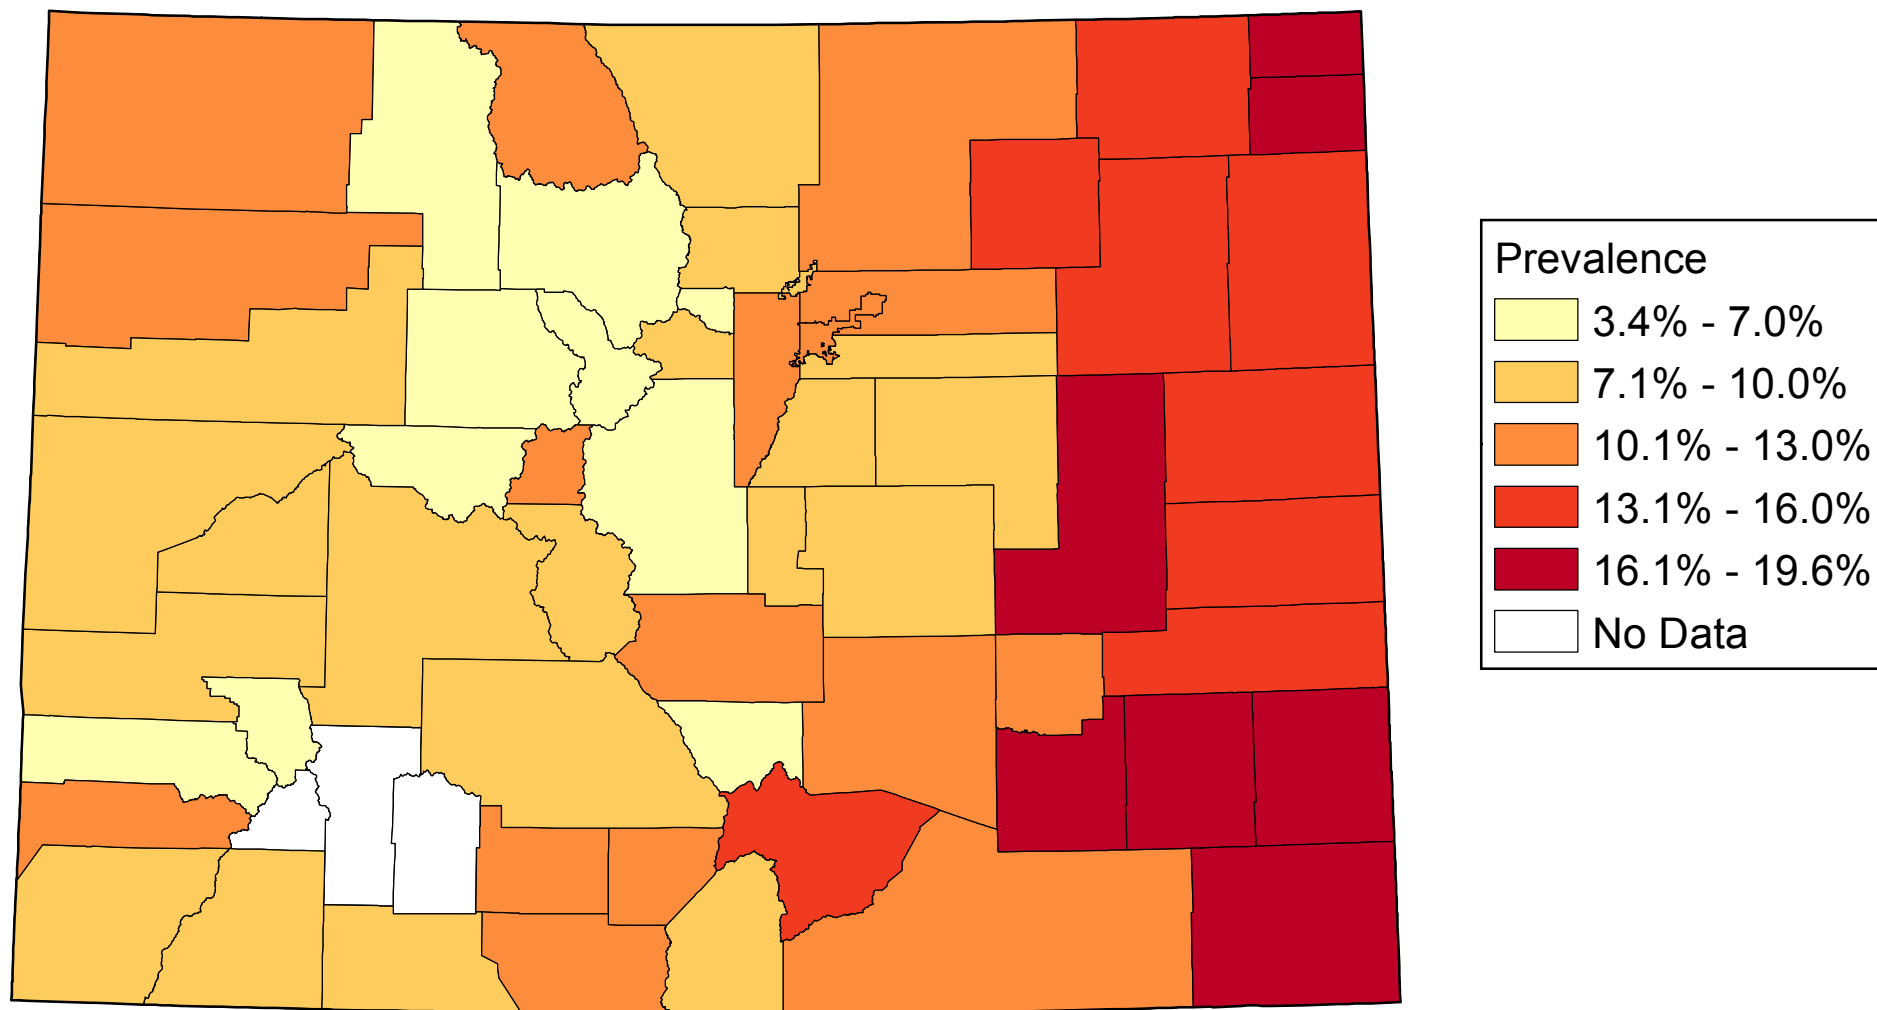 Prevalence
3.4% - 7.0%
7.1% - 10.0%
10.1% - 13.0%
13.1% - 16.0%
16.1% - 19.6%
No Data